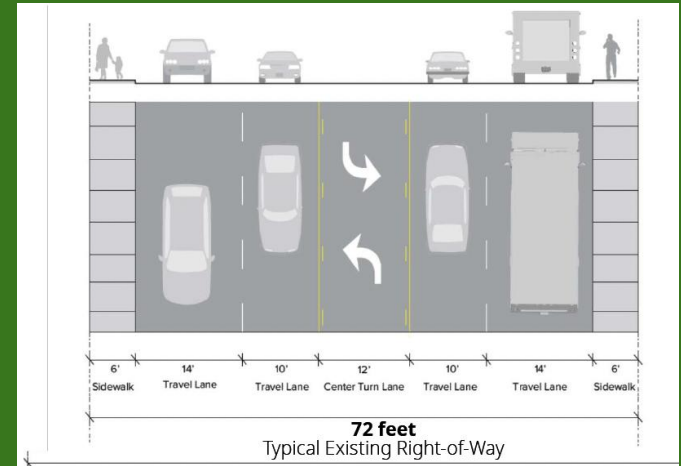 6' 14' 10' 12' 10' 14' 6'
Sidewalk Travel Lane Travel Lane Center Turn Lane Travel Lane Travel Lane Sidewalk
72 feet
Typical Existing Right-of-Way